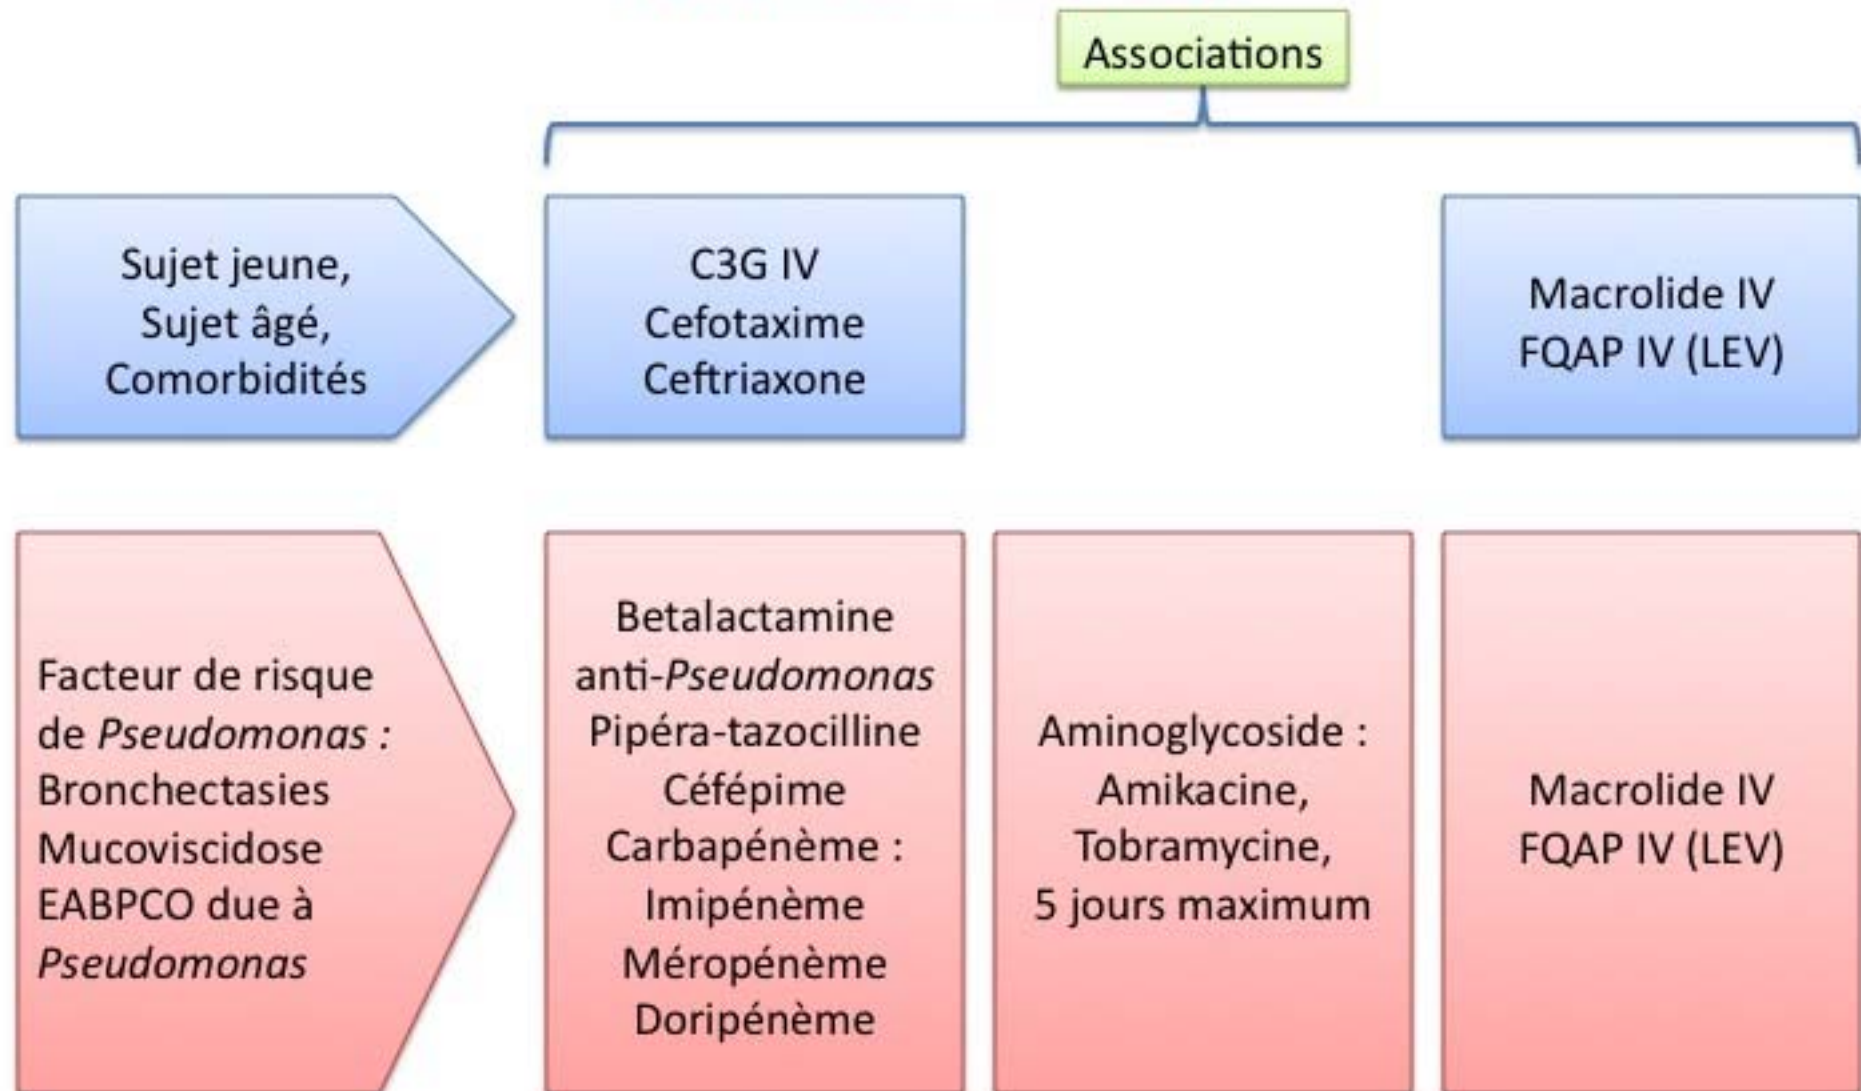 Associations
Sujet jeune,
Sujet âgé,
Comorbidités
C3G IV
Cefotaxime
Ceftriaxone
Macrolide IV
FQAP IV (LEV)
Facteur de risque
de Pseudomonas :
Bronchectasies
Mucoviscidose
EABPCO due à
Pseudomonas
Betalactamine
anti-Pseudomonas
Pipéra-tazocilline
Céfépime
Carbapénème :
Imipénème
Méropénème
Doripénème
Aminoglycoside :
Amikacine,
Tobramycine,
5 jours maximum
Macrolide IV
FQAP IV (LEV)